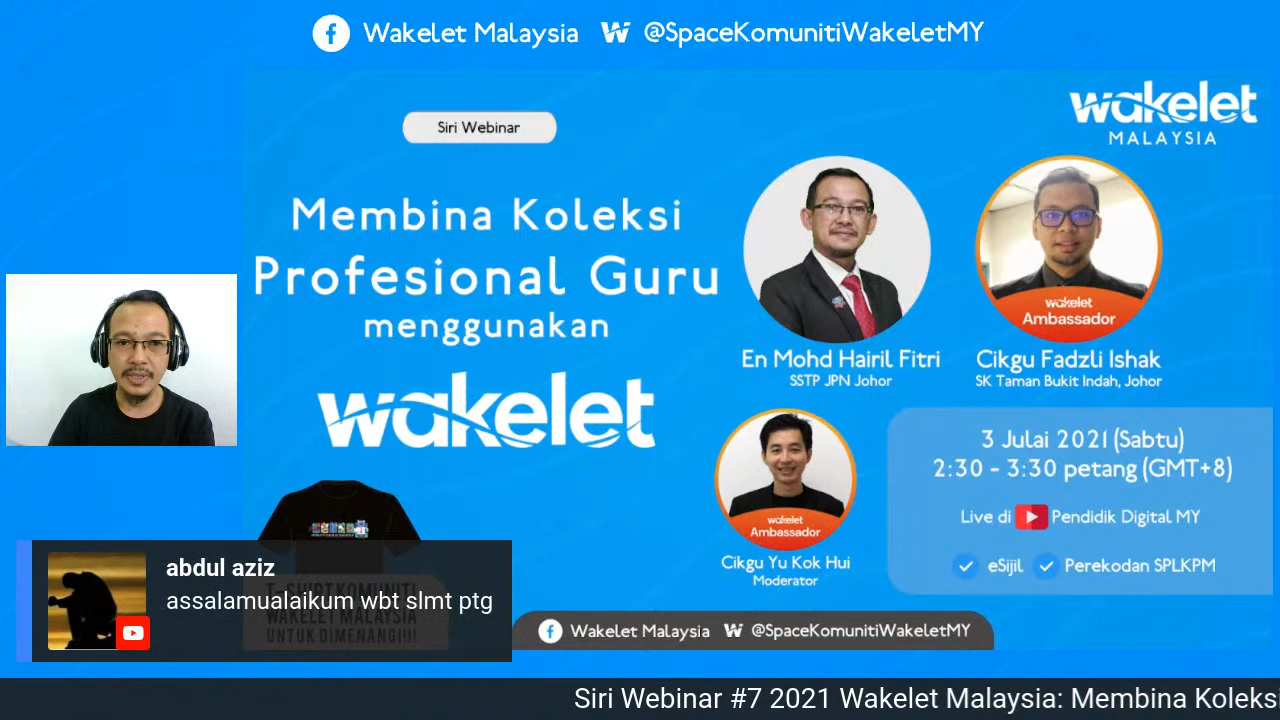 Wakelet Malaysia @SpaceKomunitiWakeletMY
wakelet
MALAYSIA
Siri Webinar
Membina Koleksi
Profesional Guru
menggunakan
wakelet
wakelet
Ambassador
En Mohd Hairil Fitri
SSTP JPN Johor
Cikgu Fadzli Ishak
SK Taman Bukit Indah, Johor
wakelet
Ambassador
Cikgu Yu Kok Hui
Moderator
3 Julai 2021 (Sabtu)
2:30 - 3:30 petang (GMT+8)
Live di Pendidik Digital MY
eSijil Perekodan SPLKPM
abdul aziz
assalamualaikum wbt slmt ptg
T-SHIRT KOMUNITI
WAKELET MALAYSIA
UNTUK DIMENANGI!!!
Wakelet Malaysia @SpaceKomunitiWakeletMY
Siri Webinar #7 2021 Wakelet Malaysia: Membina Koleks